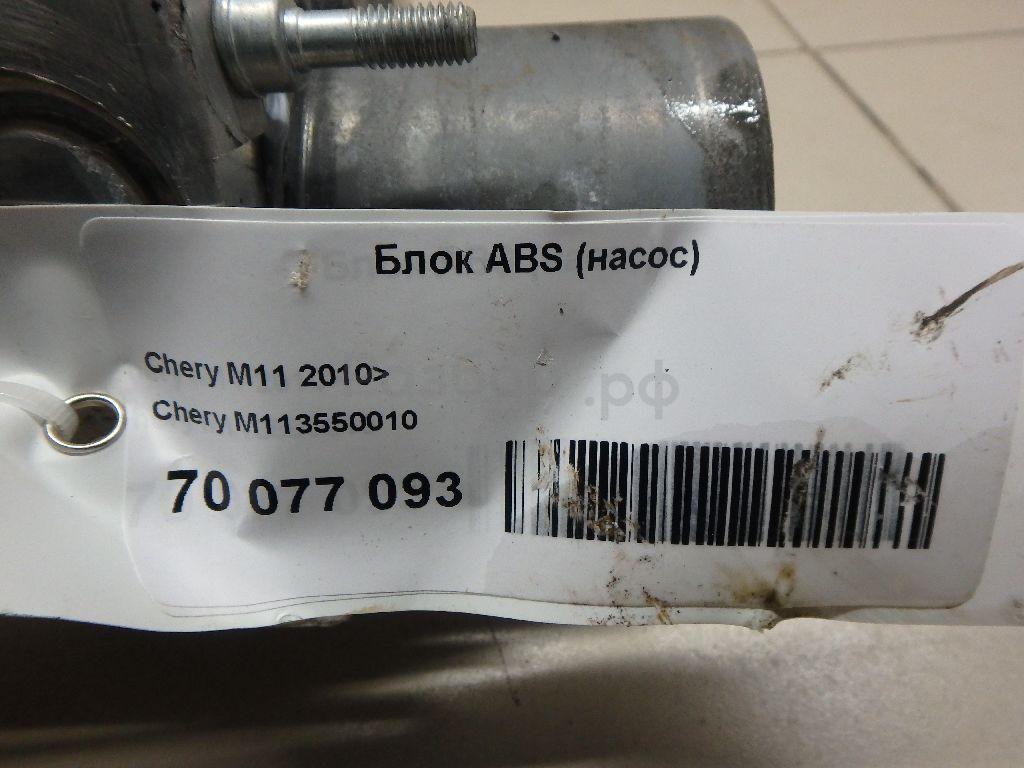 Блок ABS (насос)
Chery M11 2010>
Chery M113550010
70 077 093